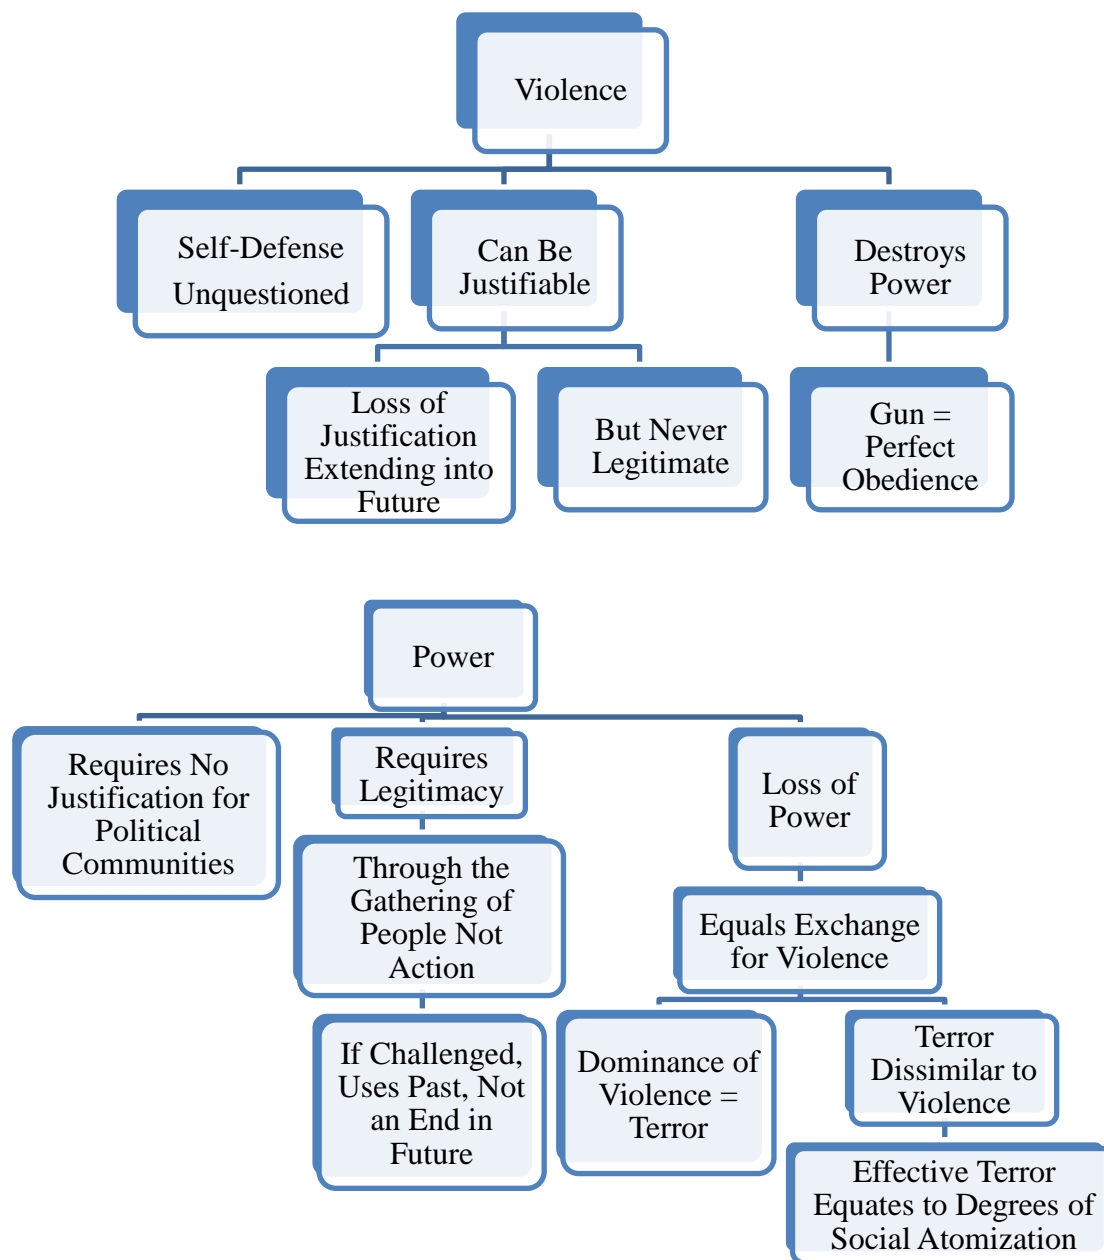 Violence
Self-Defense
Unquestioned
Can Be
Justifiable
Destroys
Power
Loss of
Justification
Extending into
Future
But Never
Legitimate
Gun =
Perfect
Obedience
Power
Requires No
Justification for
Political
Communities
Requires
Legitimacy
Loss of
Power
Through the
Gathering of
People Not
Action
Equals Exchange
for Violence
If Challenged,
Uses Past, Not
an End in
Future
Dominance of
Violence =
Terror
Terror
Dissimilar to
Violence
Effective Terror
Equates to Degrees of
Social Atomization